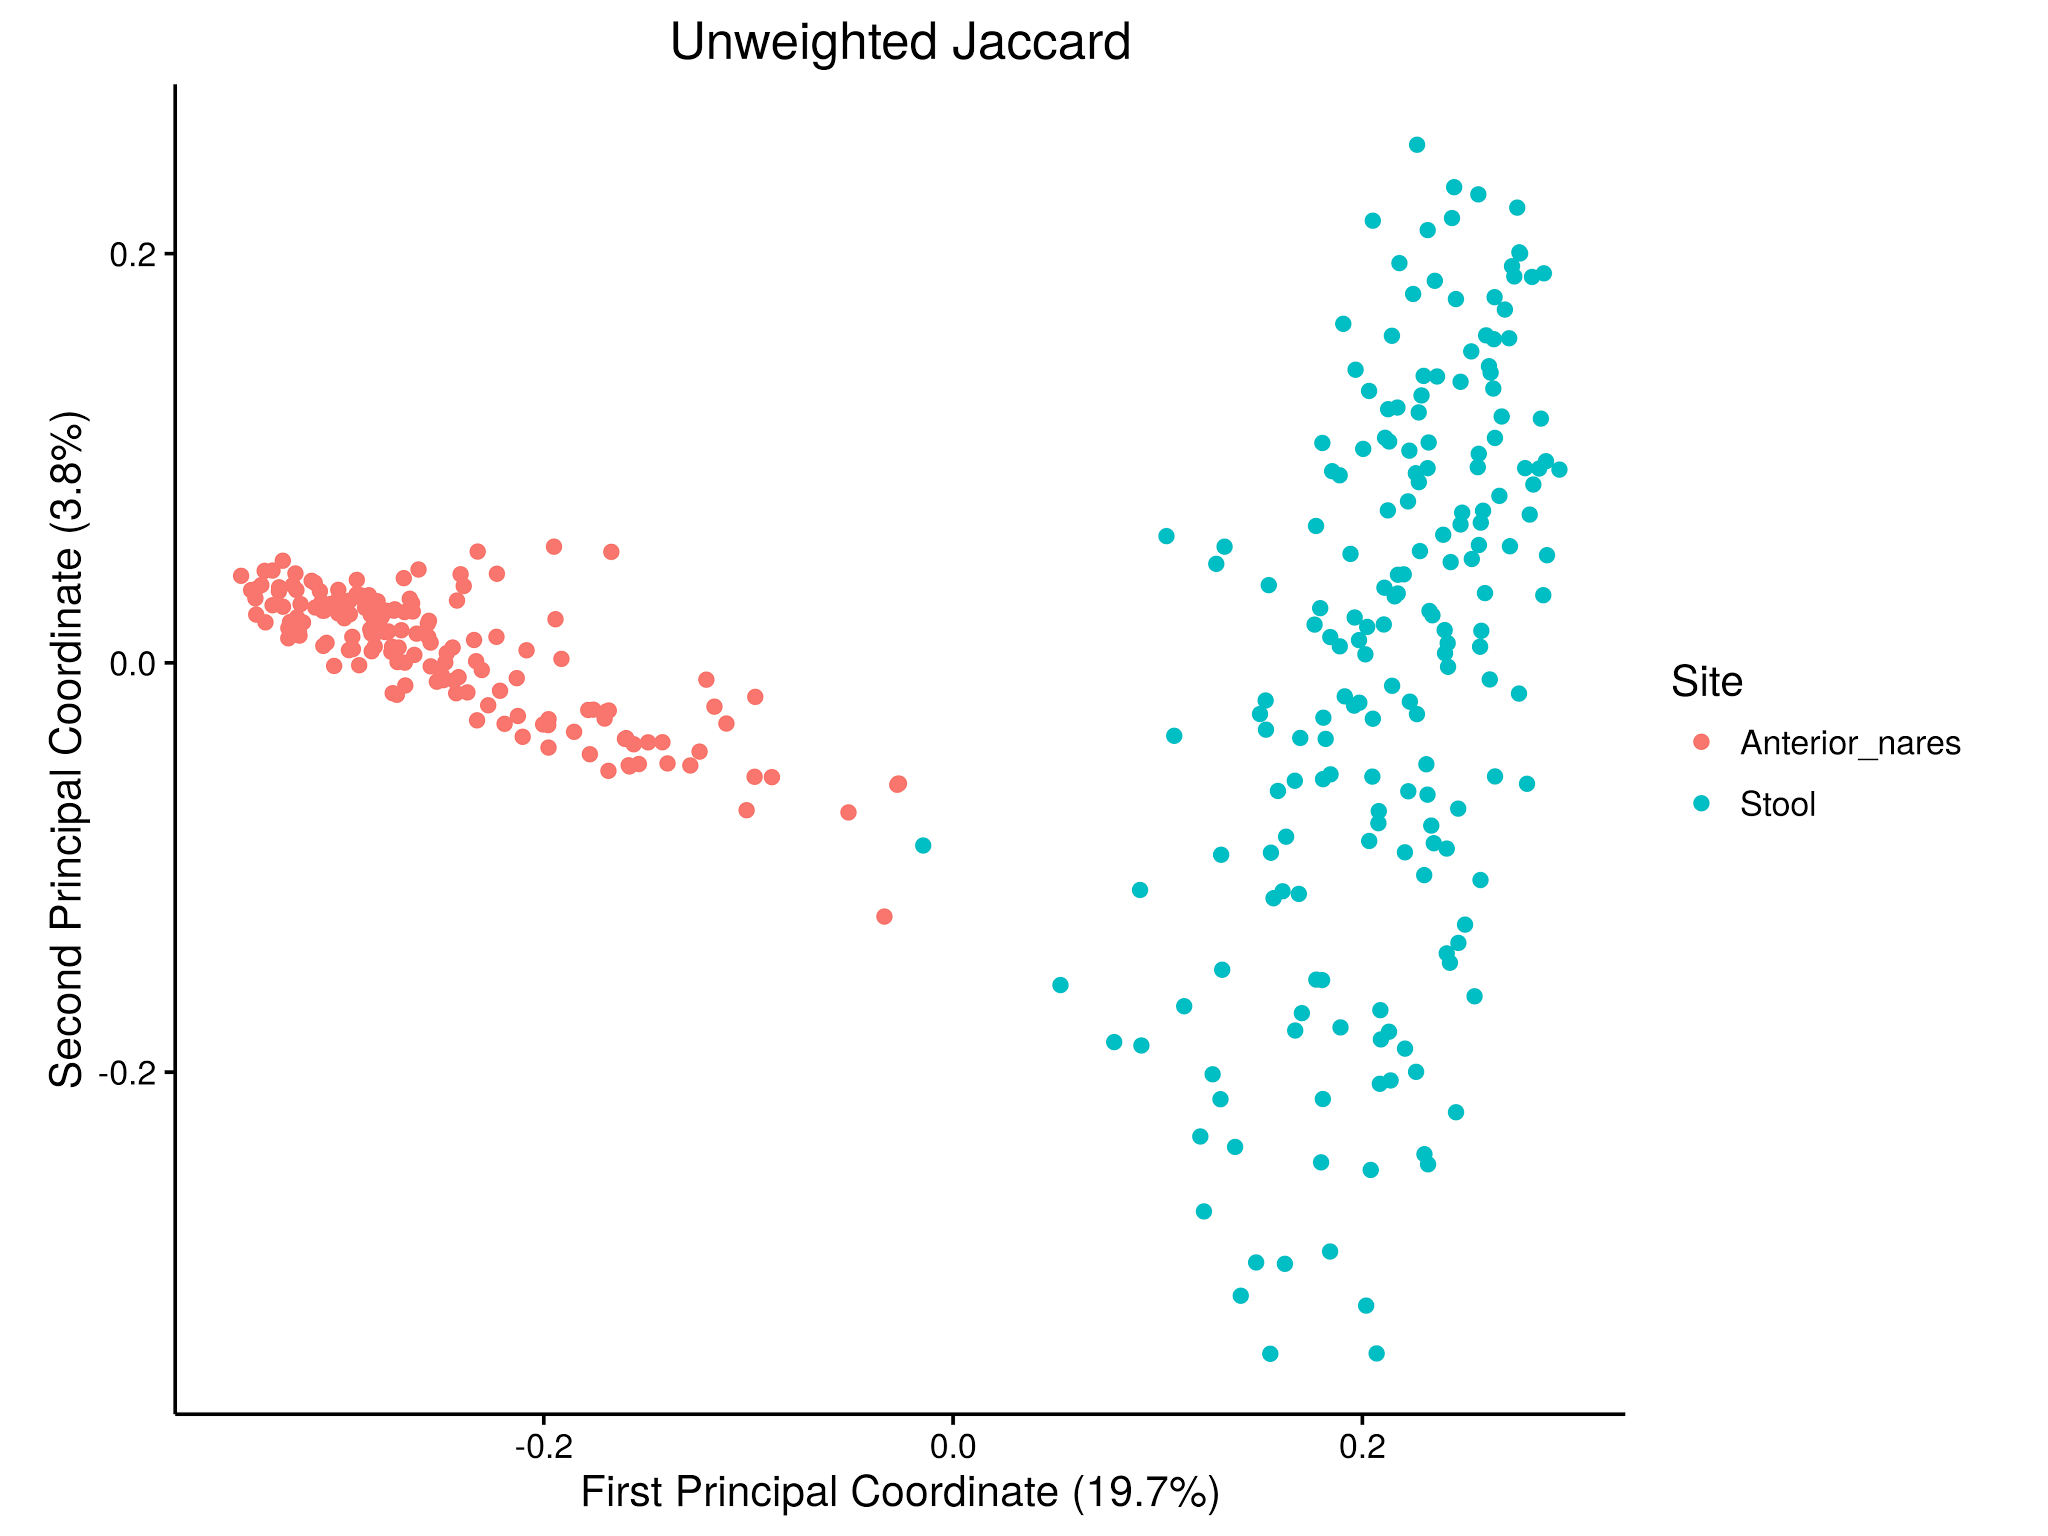 Unweighted Jaccard
Second Principal Coordinate (3.8%)
0.2
0.0
-0.2
-0.2
0.0
0.2
First Principal Coordinate (19.7%)
Site
Anterior_nares
Stool